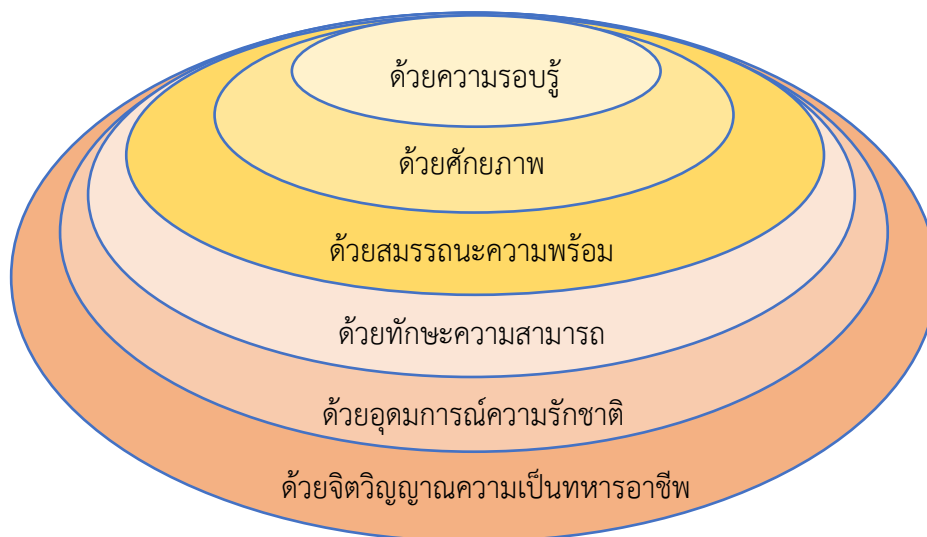 ด้วยความรอบรู้
ด้วยศักยภาพ
ด้วยสมรรถนะความพร้อม
ด้วยทักษะความสามารถ
ด้วยอุดมการณ์ความรักชาติ
ด้วยจิตวิญญาณความเป็นทหารอาชีพ